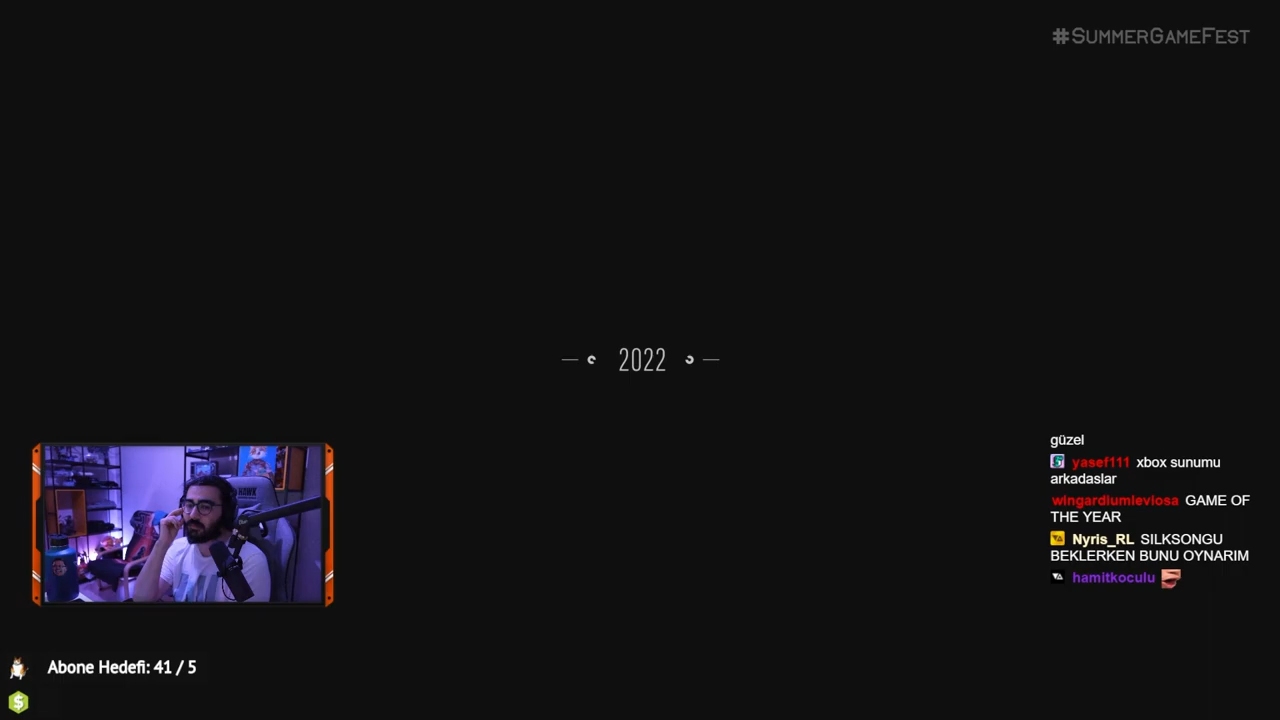 #SUMMERGAMEFEST
2022
güzel
yasef111 xbox sunumu
arkadaslar
wingardiumleviosa GAME OF
THE YEAR
Nyris_RL SILKSONGU
BEKLERKEN BUNU OYNARIM
hamitkoculu
HAWK
Abone Hedefi: 41 / 5